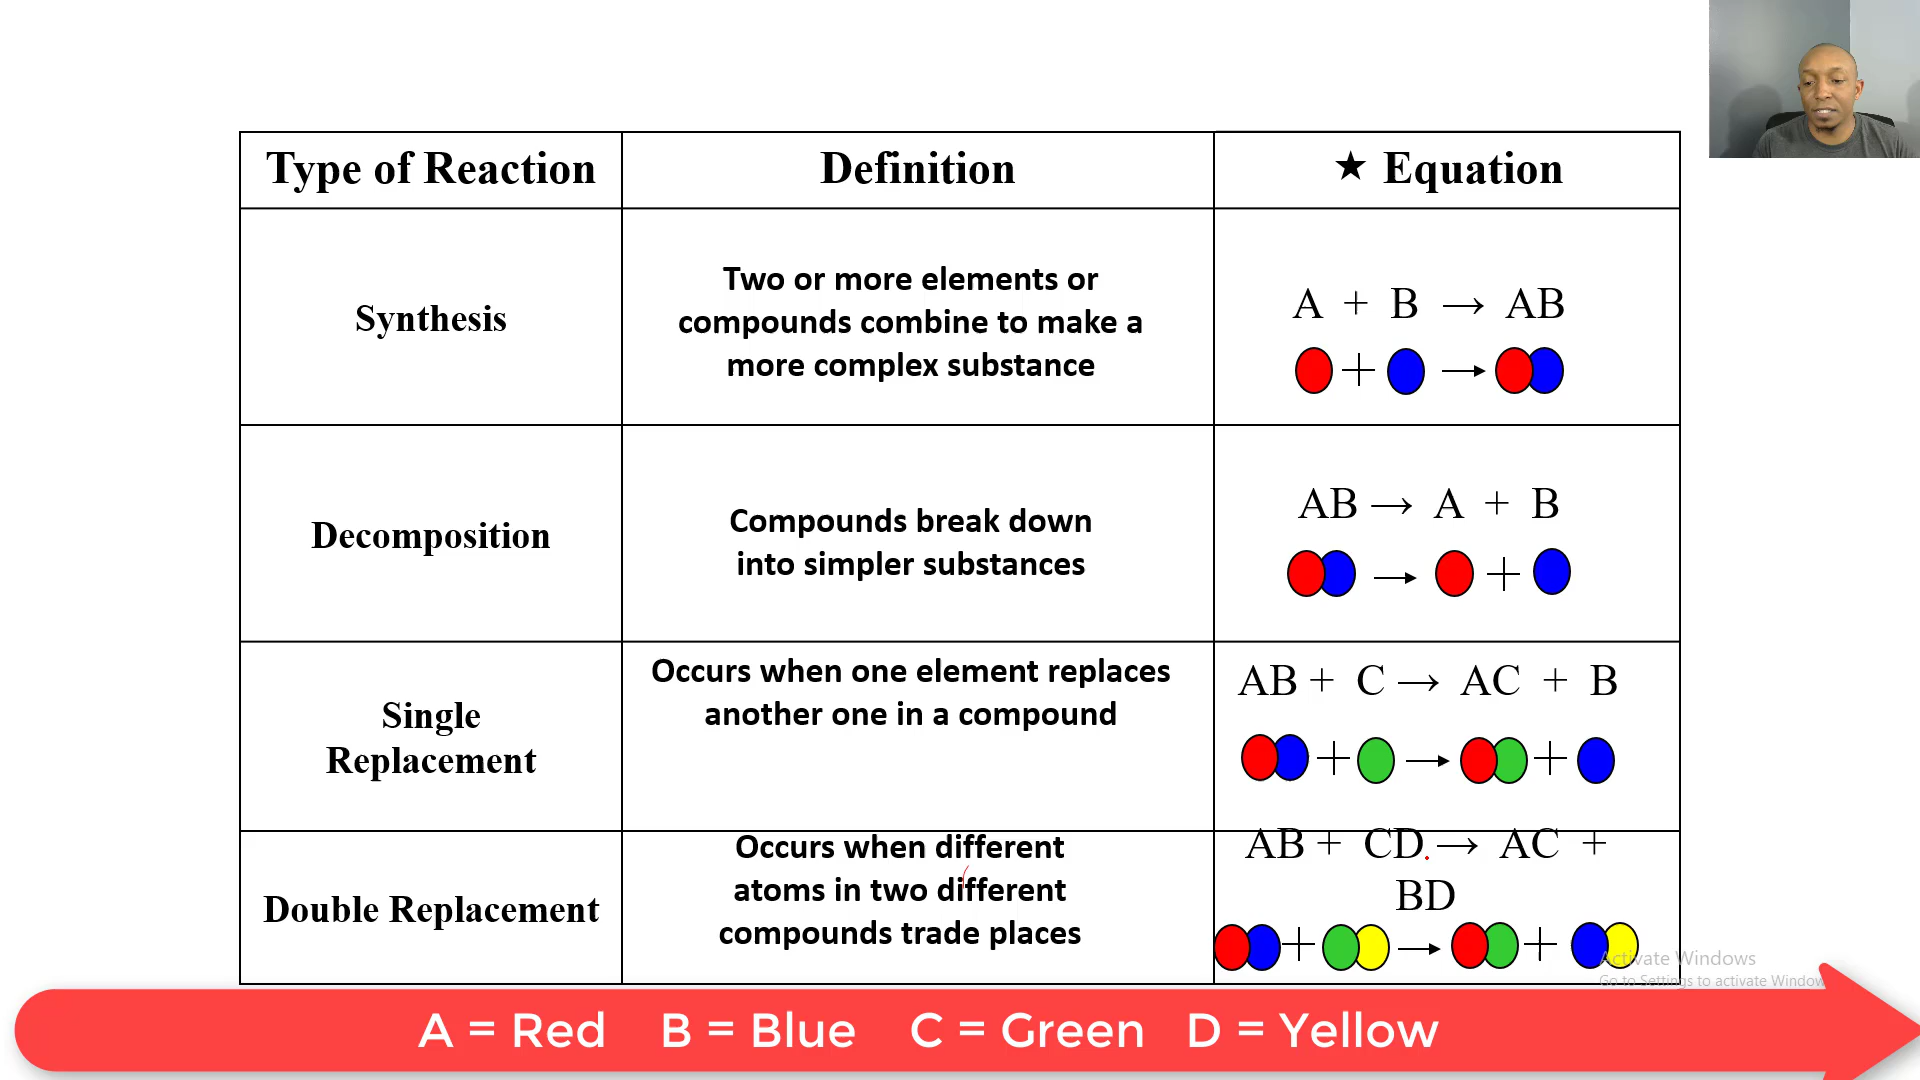 Type of Reaction
Definition
★ Equation
Synthesis
Two or more elements or
compounds combine to make a
more complex substance
A + B → AB
Decomposition
Compounds break down
into simpler substances
AB → A + B
Single
Replacement
Occurs when one element replaces
another one in a compound
AB + C → AC + B
Double Replacement
Occurs when different
atoms in two different
compounds trade places
AB + CD → AC +
BD
Activate Windows
Go to Settings to activate Window
A = Red B = Blue C = Green D = Yellow